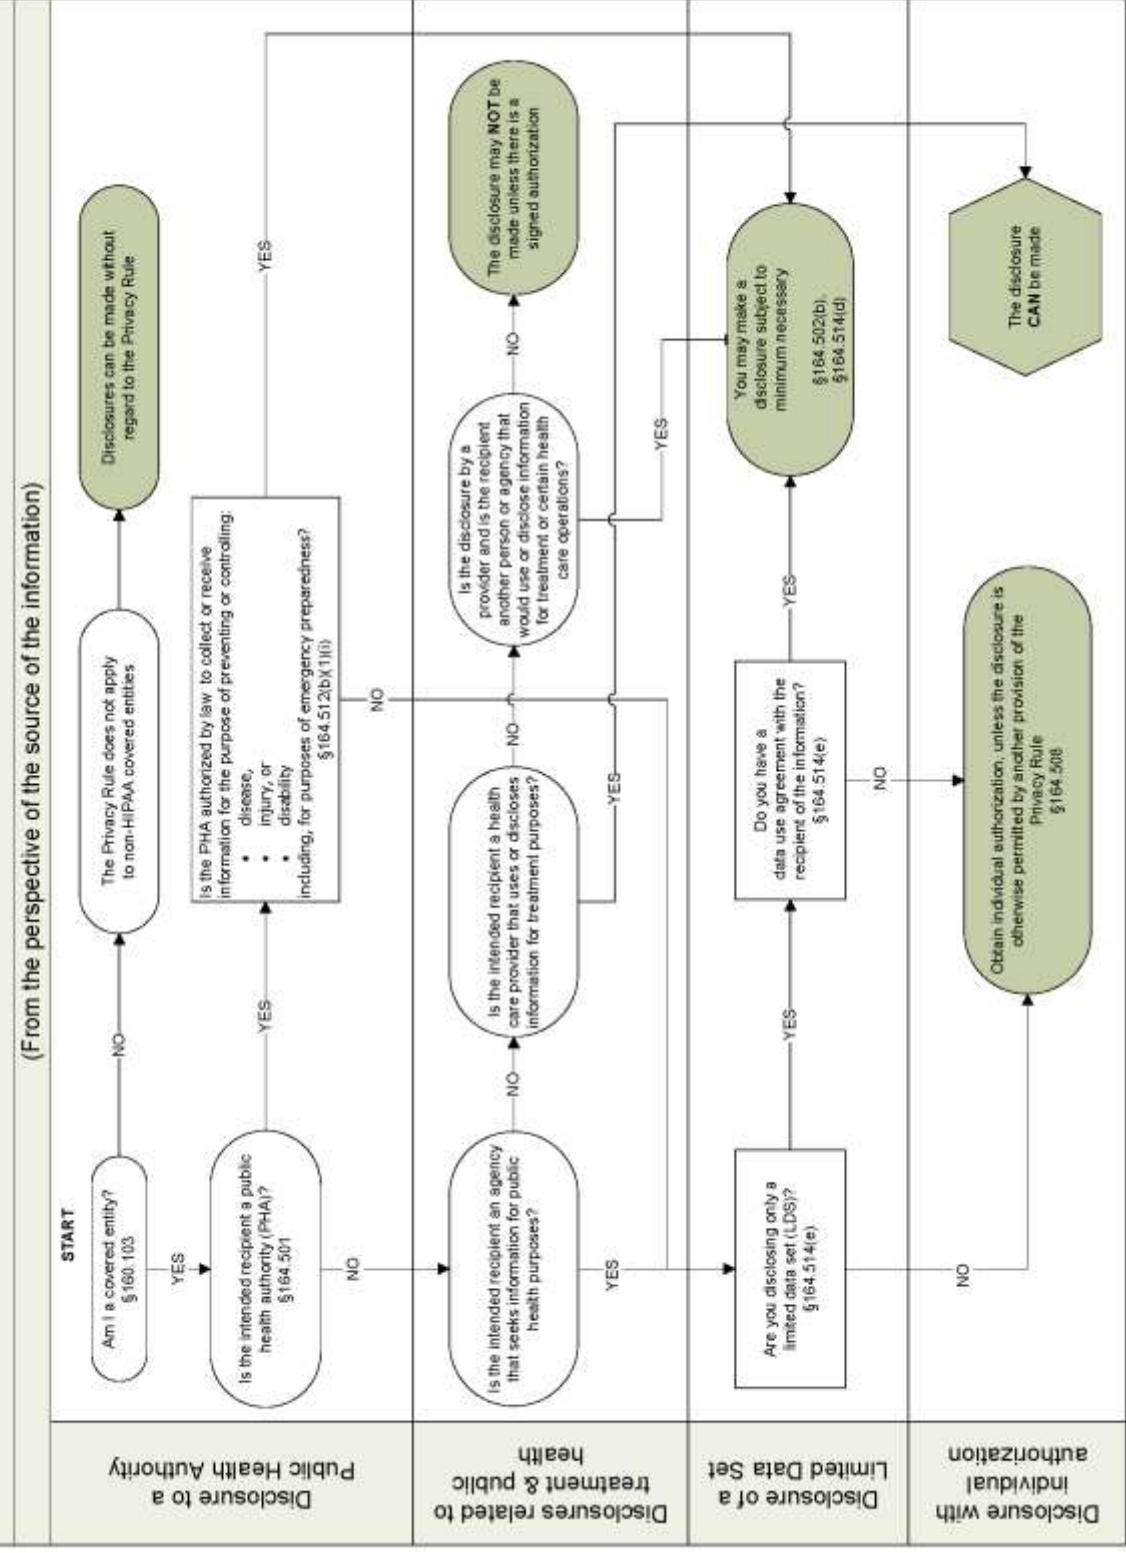 (From the perspective of the source of the information)
Disclosure to a
Public Health Authority
START
Am I a covered entity?
§160.103
NO
The Privacy Rule does not apply
to non-HIPAA covered entities
Disclosures can be made without
regard to the Privacy Rule
YES
Is the intended recipient a public
health authority (PHA)?
§164.501
YES
Is the PHA authorized by law to collect or receive
information for the purpose of preventing or controlling:
• disease,
• injury, or
• disability
including, for purposes of emergency preparedness?
§164.512(b)(1)(i)
YES
NO
NO
Disclosures related to
treatment & public
health
Is the intended recipient an agency
that seeks information for public
health purposes?
NO
Is the intended recipient a health
care provider that uses or discloses
information for treatment purposes?
NO
Is the disclosure by a
provider and is the recipient
another person or agency that
would use or disclose information
for treatment or certain health
care operations?
NO
The disclosure may NOT be
made unless there is a
signed authorization
YES
YES
YES
Disclosure of a
Limited Data Set
Are you disclosing only a
limited data set (LDS)?
§164.514(e)
YES
Do you have a
data use agreement with the
recipient of the information?
§164.514(e)
YES
You may make a
disclosure subject to
minimum necessary
§164.502(b),
§164.514(d)
NO
NO
Disclosure with
individual
authorization
Obtain individual authorization, unless the disclosure is
otherwise permitted by another provision of the
Privacy Rule
§164.508
The disclosure
CAN be made